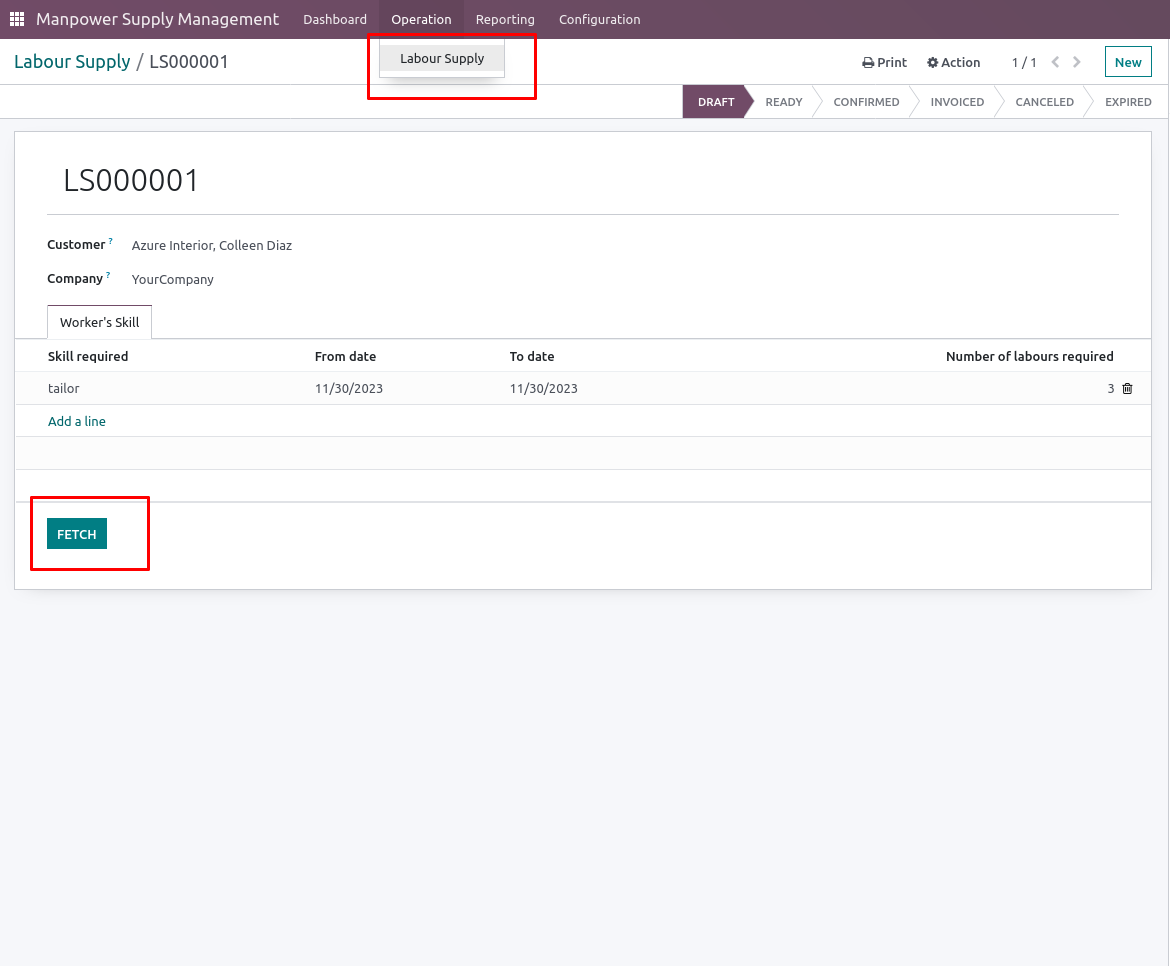 Manpower Supply Management Dashboard Operation Reporting Configuration
Labour Supply
Labour Supply / LS000001 Print Action 1 / 1 New
DRAFT READY CONFIRMED INVOICED CANCELED EXPIRED
LS000001
Customer ? Azure Interior, Colleen Diaz
Company ? YourCompany
Worker's Skill
Skill required From date To date Number of labours required
tailor 11/30/2023 11/30/2023 3
Add a line
FETCH